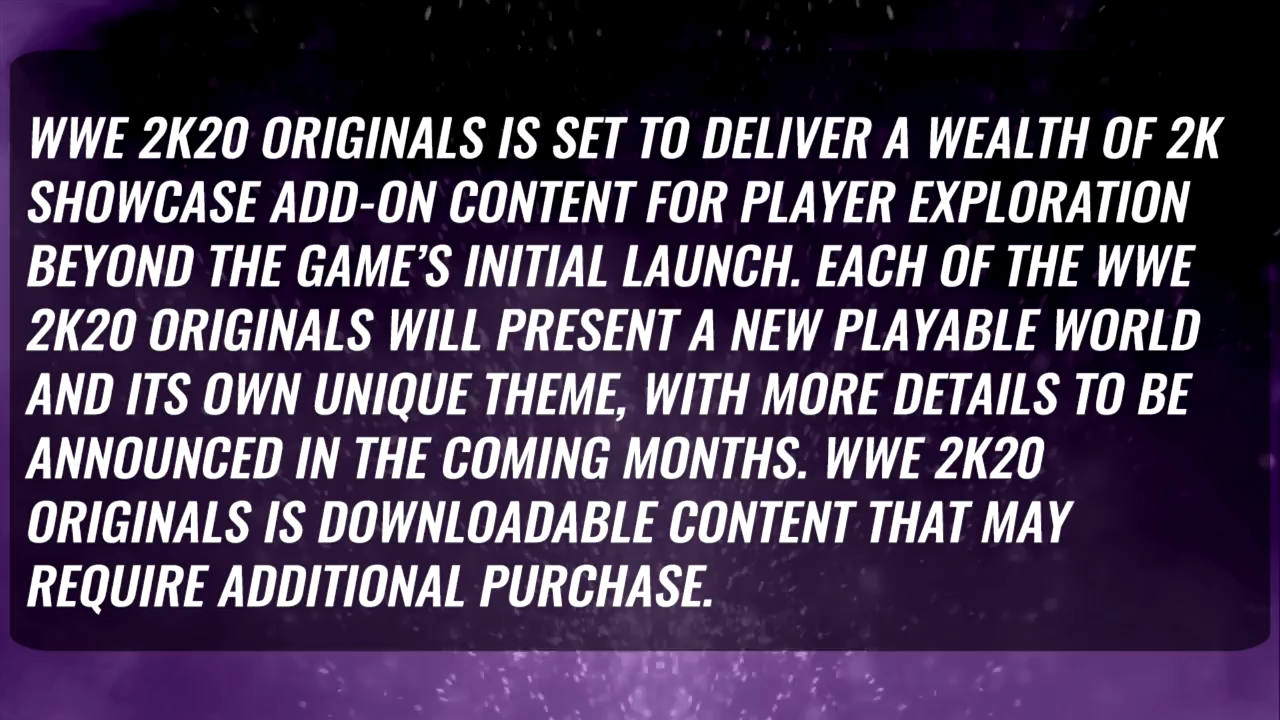 WWE 2K20 ORIGINALS IS SET TO DELIVER A WEALTH OF 2K
SHOWCASE ADD-ON CONTENT FOR PLAYER EXPLORATION
BEYOND THE GAME’S INITIAL LAUNCH. EACH OF THE WWE
2K20 ORIGINALS WILL PRESENT A NEW PLAYABLE WORLD
AND ITS OWN UNIQUE THEME, WITH MORE DETAILS TO BE
ANNOUNCED IN THE COMING MONTHS. WWE 2K20
ORIGINALS IS DOWNLOADABLE CONTENT THAT MAY
REQUIRE ADDITIONAL PURCHASE.